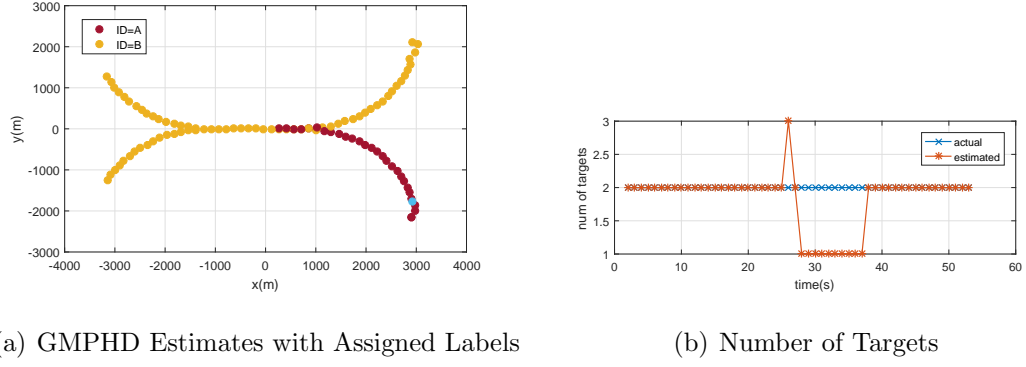 3000
2000
1000
0
-1000
-2000
-3000
y(m)
ID=A
ID=B
-4000 -3000 -2000 -1000 0 1000 2000 3000 4000
x(m)
3
2.5
2
1.5
1
num of targets
actual
estimated
0 10 20 30 40 50 60
time(s)
a) GMPHD Estimates with Assigned Labels
(b) Number of Targets